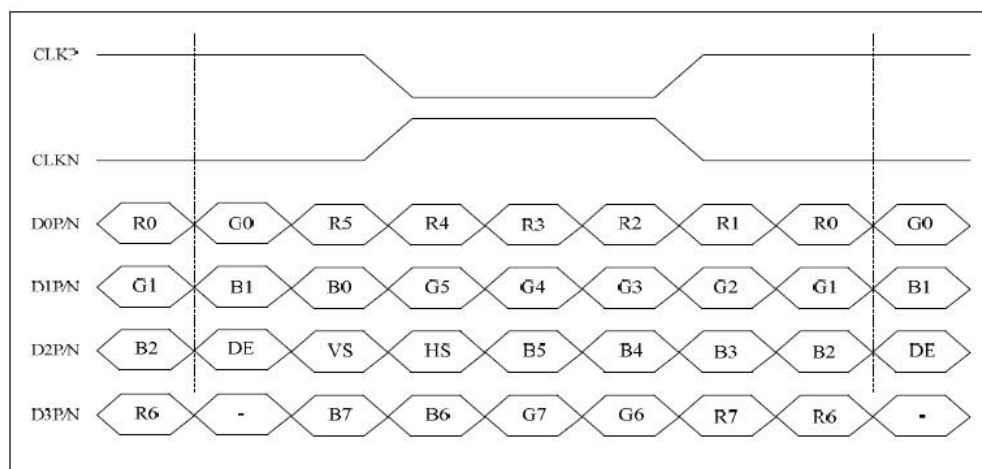 CLKP
CLKN
D0P/N R0 G0 R5 R4 R3 R2 R1 R0 G0
D1P/N G1 B1 B0 G5 G4 G3 G2 G1 B1
D2P/N B2 DE VS HS B5 B4 B3 B2 DE
D3P/N R6 - B7 B6 G7 G6 R7 R6 -